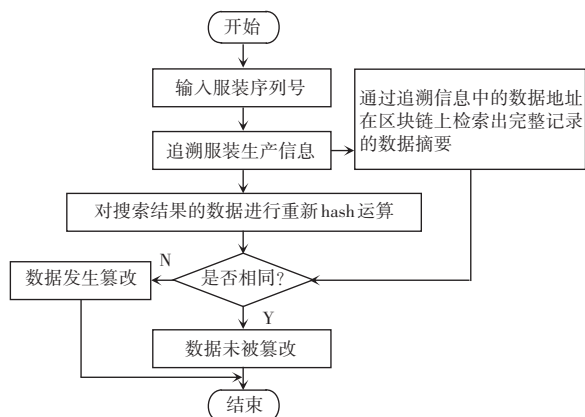 开始
输入服装序列号
追溯服装生产信息
通过追溯信息中的数据地址
在区块链上检索出完整记录
的数据摘要
对搜索结果的数据进行重新hash运算
是否相同?
N
数据发生篡改
Y
数据未被篡改
结束